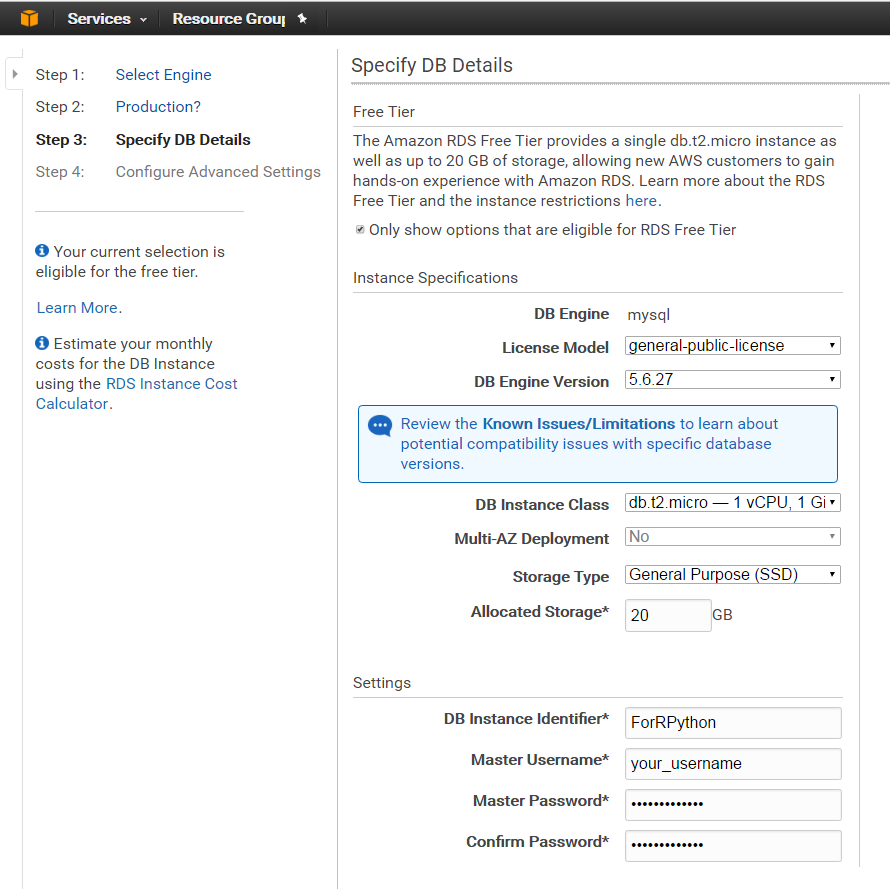 Services
Resource Group
Step 1: Select Engine
Step 2: Production?
Step 3: Specify DB Details
Step 4: Configure Advanced Settings
Your current selection is
eligible for the free tier.
Learn More.
Estimate your monthly
costs for the DB Instance
using the RDS Instance Cost
Calculator.
Specify DB Details
Free Tier
The Amazon RDS Free Tier provides a single db.t2.micro instance as
well as up to 20 GB of storage, allowing new AWS customers to gain
hands-on experience with Amazon RDS. Learn more about the RDS
Free Tier and the instance restrictions here.
Only show options that are eligible for RDS Free Tier
Instance Specifications
DB Engine mysql
License Model general-public-license
DB Engine Version 5.6.27
Review the Known Issues/Limitations to learn about
potential compatibility issues with specific database
versions.
DB Instance Class db.t2.micro — 1 vCPU, 1 Gi
Multi-AZ Deployment No
Storage Type General Purpose (SSD)
Allocated Storage* 20 GB
Settings
DB Instance Identifier* ForRPython
Master Username* your_username
Master Password* •••••••••••••
Confirm Password* •••••••••••••